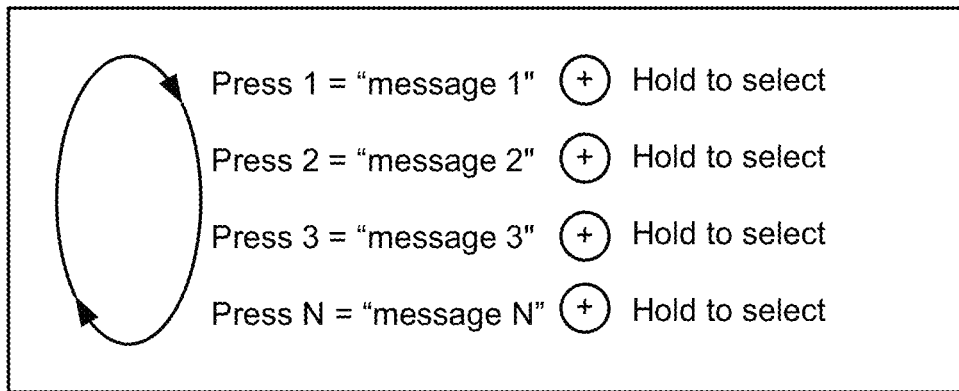 Press 1 = “message 1" + Hold to select
Press 2 = “message 2" + Hold to select
Press 3 = “message 3" + Hold to select
Press N = “message N” + Hold to select